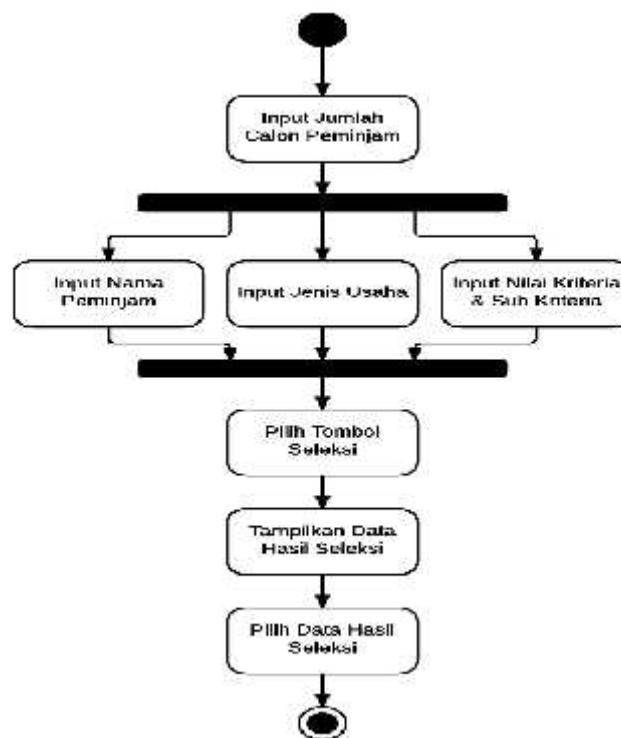 Input Jumlah
Calon Peminjam
Input Nama
Peminjam
Input Jenis Usaha
Input Nilai Kriteria
& Sub Kriteria
Pilih Tombol
Seleksi
Tampilkan Data
Hasil Seleksi
Pilih Data Hasil
Seleksi